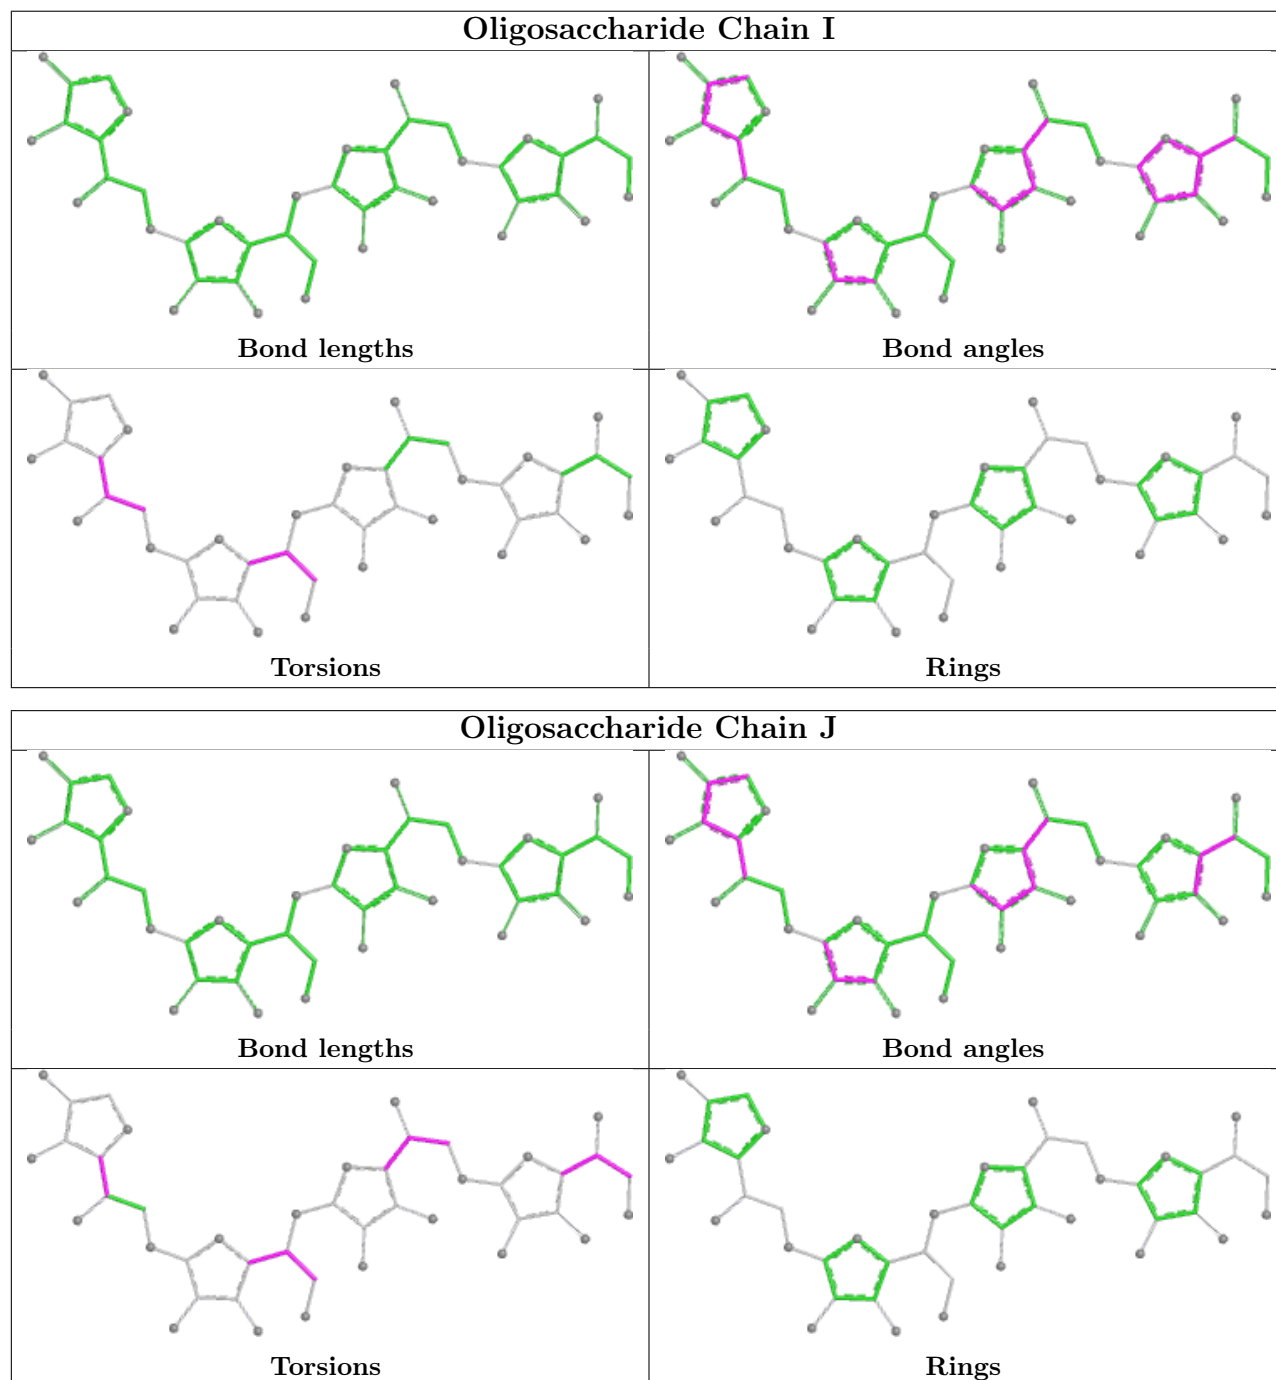 Oligosaccharide Chain I
Bond lengths
Bond angles
Torsions
Rings
Oligosaccharide Chain J
Bond lengths
Bond angles
Torsions
Rings